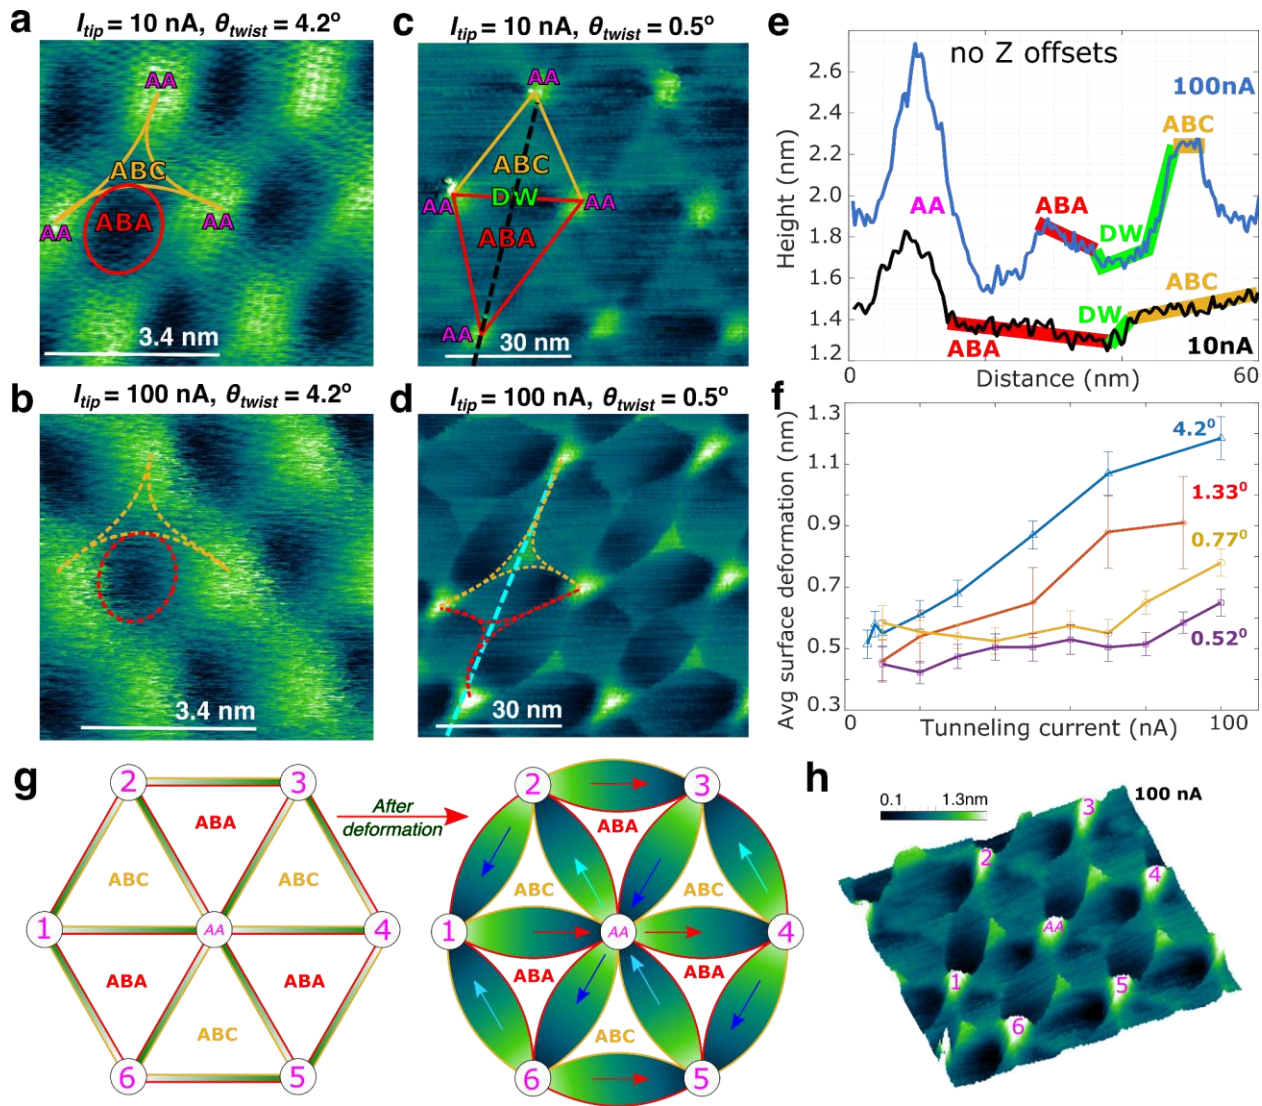 a
I_tip = 10 nA, θ_twist = 4.2°
AA
ABC
ABA
AA
AA
3.4 nm
b
I_tip = 100 nA, θ_twist = 4.2°
3.4 nm
c
I_tip = 10 nA, θ_twist = 0.5°
AA
ABC
DW
AA
AA
ABA
AA
30 nm
d
I_tip = 100 nA, θ_twist = 0.5°
30 nm
e
no Z offsets
Height (nm)
2.6
2.4
2.2
2.0
1.8
1.6
1.4
1.2
100nA
ABC
AA
ABA
DW
ABC
DW
ABA
10nA
0
Distance (nm)
60
f
Avg surface deformation (nm)
1.3
1.1
0.9
0.7
0.5
0.3
4.2⁰
1.33⁰
0.77⁰
0.52⁰
0
Tunneling current (nA)
100
g
2
3
ABA
ABC
ABC
1
AA
4
ABA
ABA
ABC
6
5
After
deformation
2
3
ABA
ABC
ABC
1
AA
4
ABA
ABA
ABC
6
5
h
0.1
1.3nm
100 nA
3
2
4
AA
1
5
6